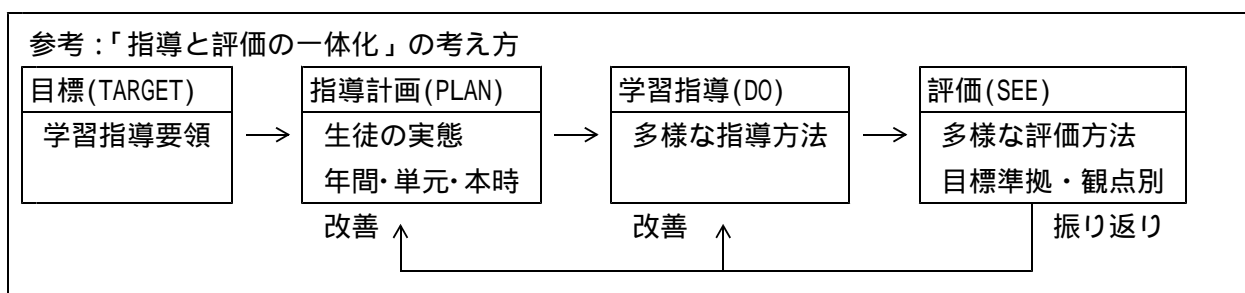 参考:「指導と評価の一体化」の考え方
目標(TARGET)
学習指導要領
指導計画(PLAN)
生徒の実態
年間・単元・本時
学習指導(DO)
多様な指導方法
評価(SEE)
多様な評価方法
目標準拠・観点別
改善
改善
振り返り